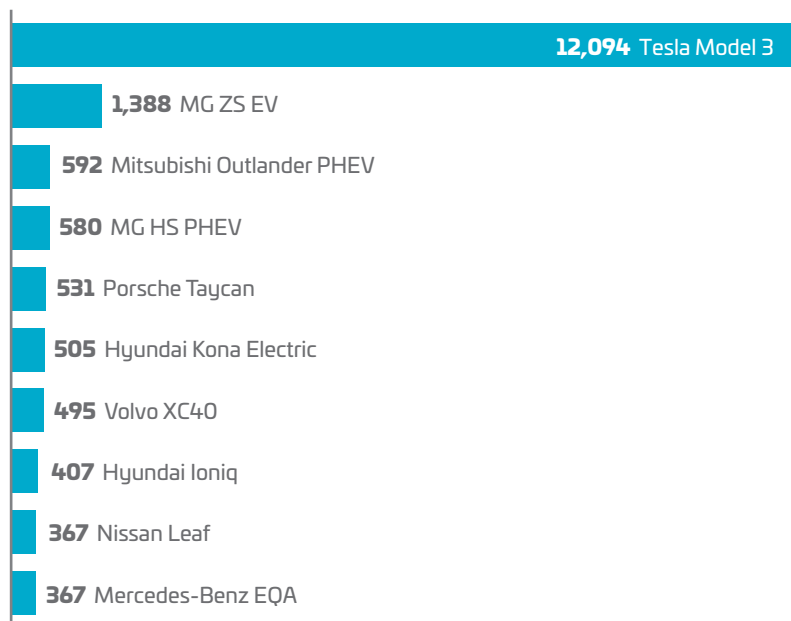 12,094 Tesla Model 3
1,388 MG ZS EV
592 Mitsubishi Outlander PHEV
580 MG HS PHEV
531 Porsche Taycan
505 Hyundai Kona Electric
495 Volvo XC40
407 Hyundai Ioniq
367 Nissan Leaf
367 Mercedes-Benz EQA